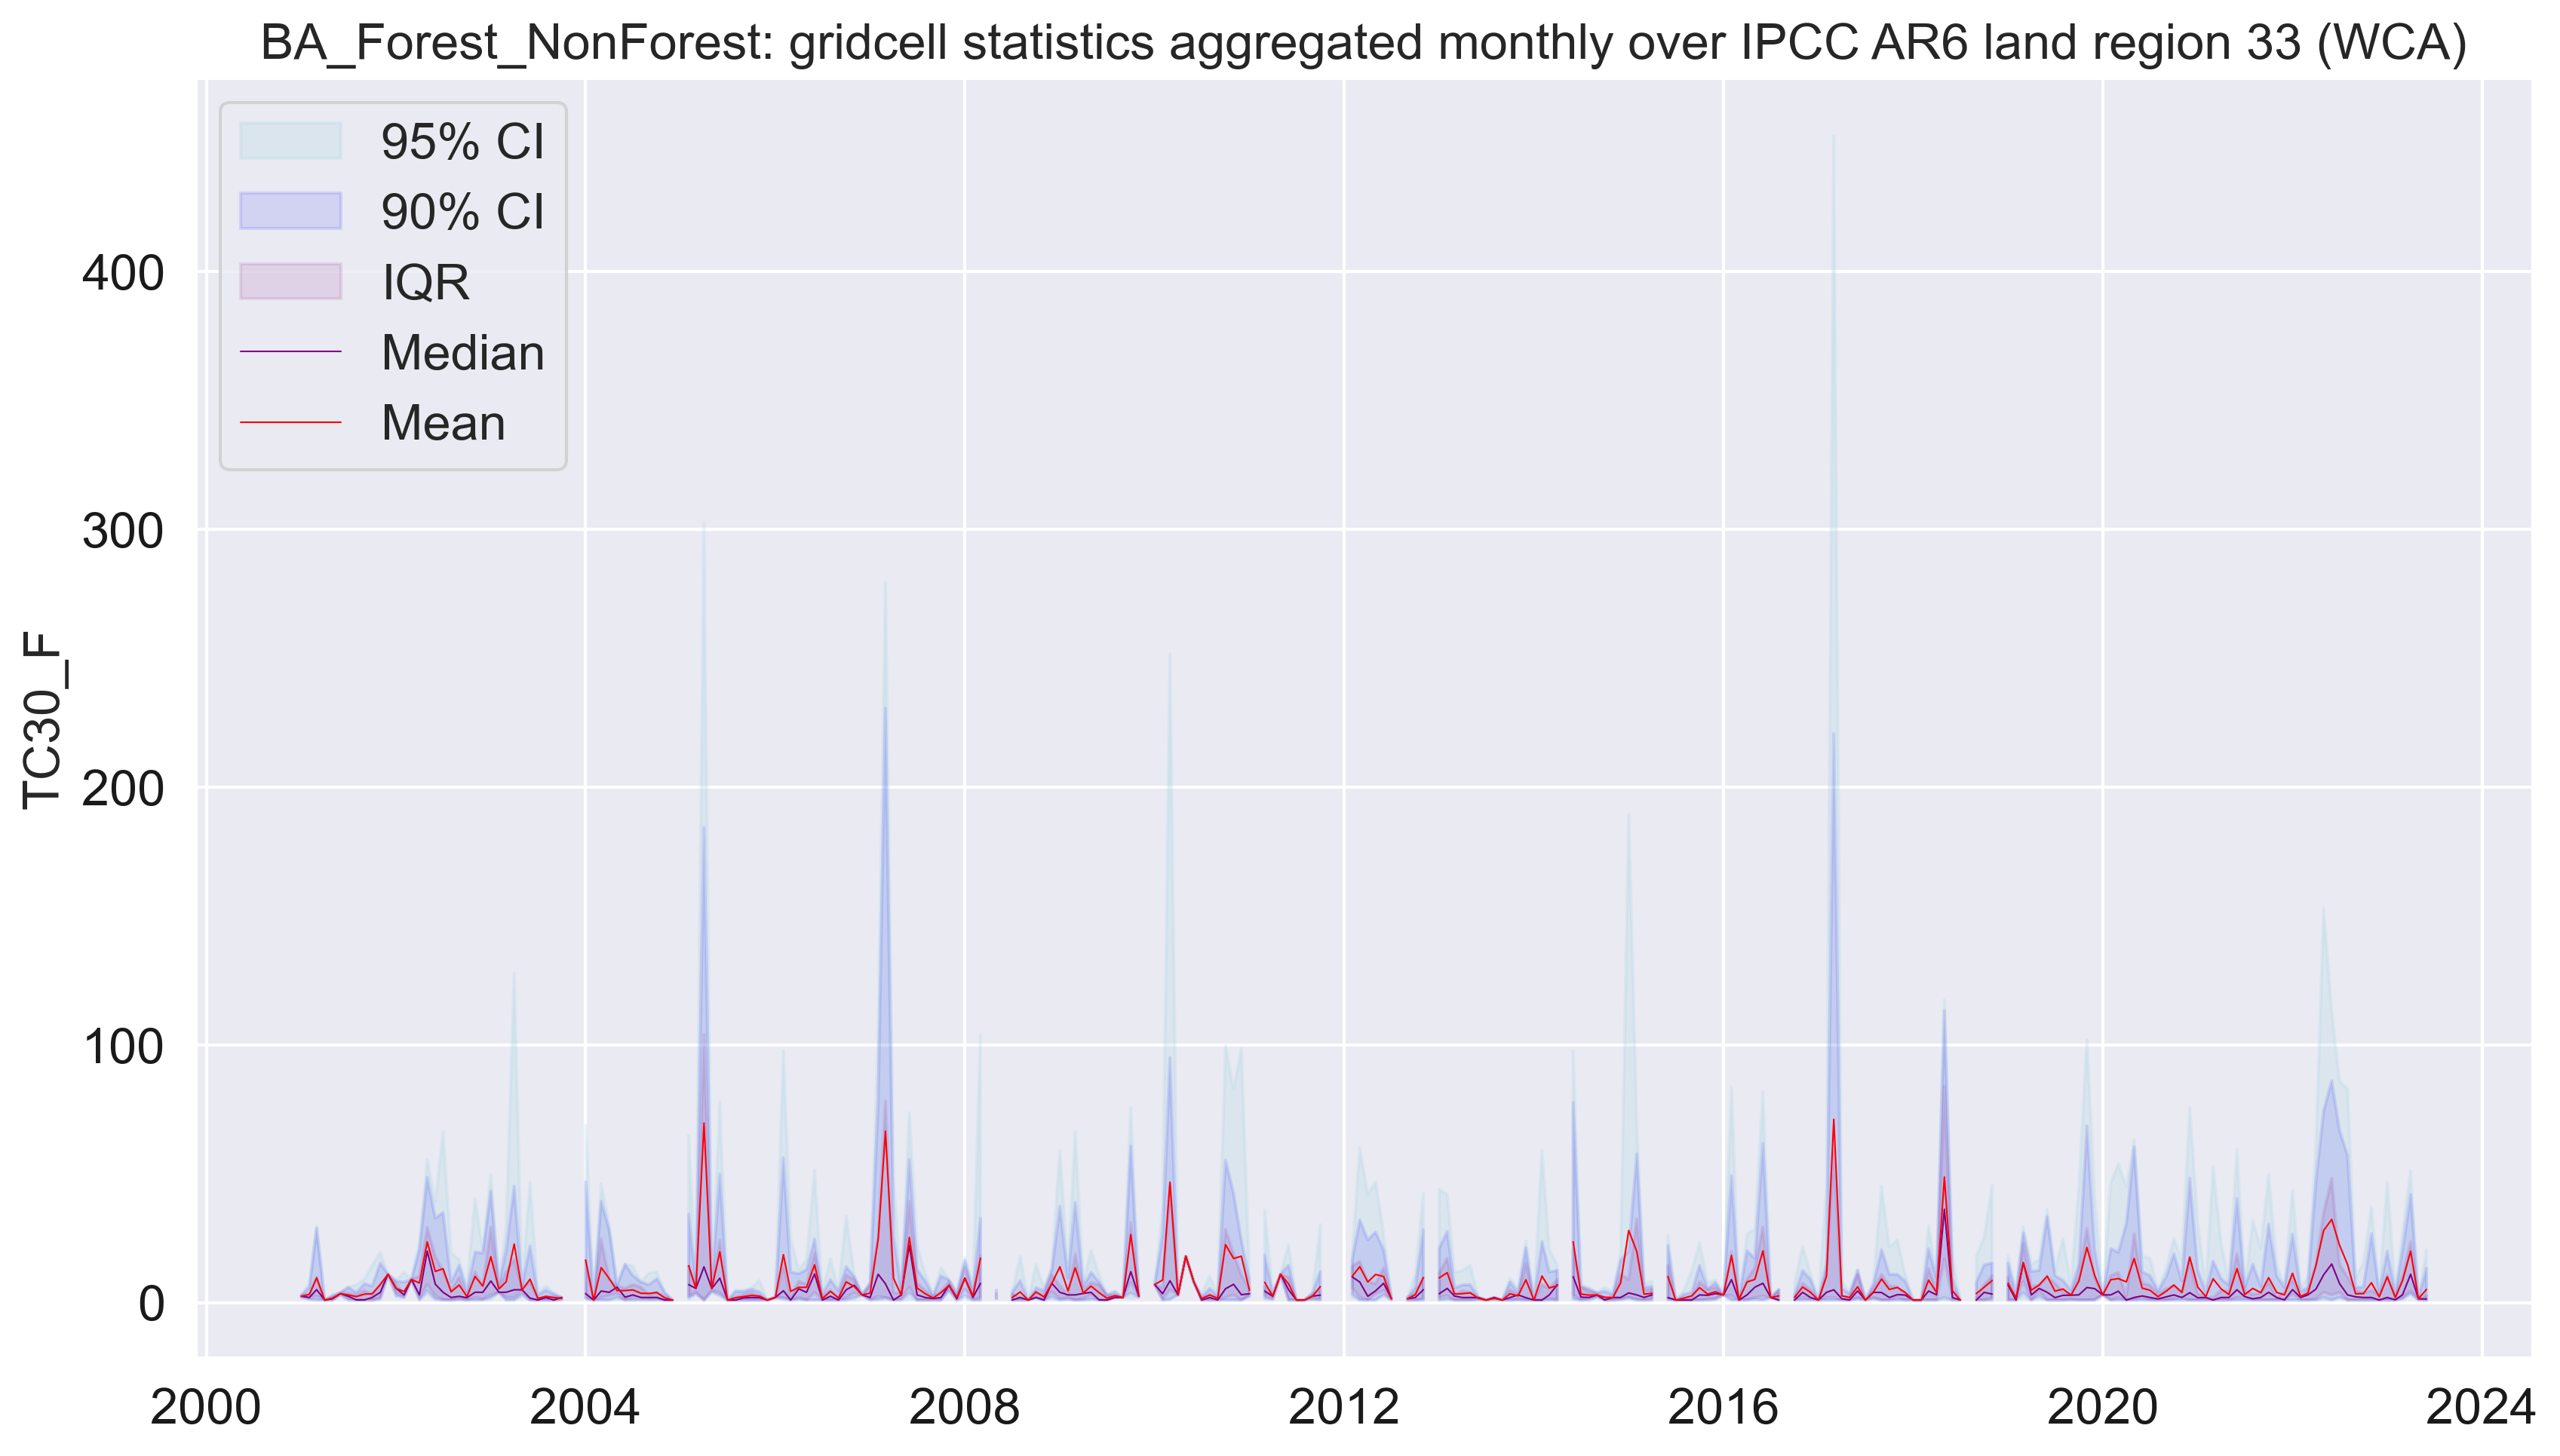 BA_Forest_NonForest: gridcell statistics aggregated monthly over IPCC AR6 land region 33 (WCA)
95% CI
90% CI
IQR
Median
Mean
TC30_F
400
300
200
100
0
2000 2004 2008 2012 2016 2020 2024